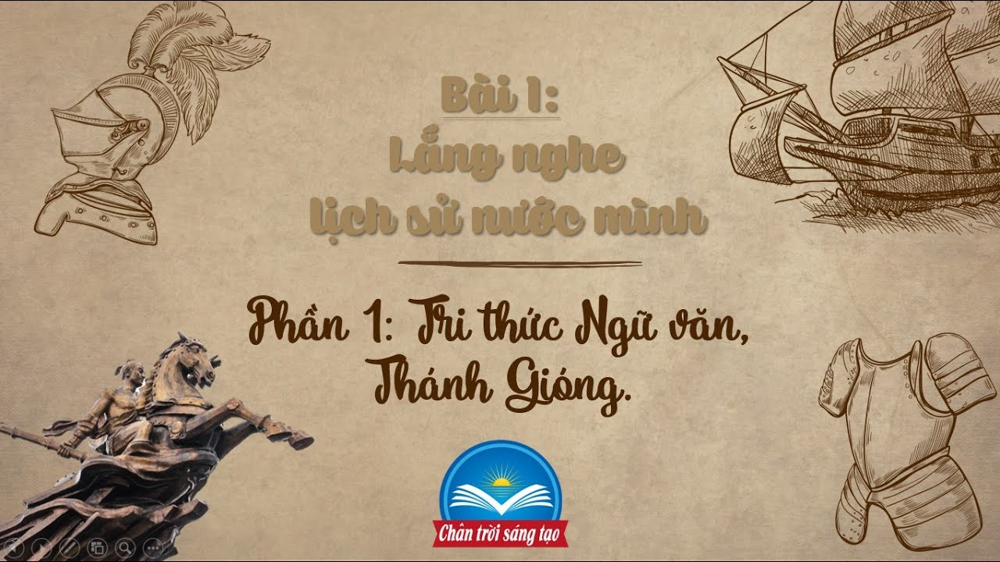 Bài 1:
Lắng nghe
lịch sử nước mình
Phần 1: Tri thức Ngữ văn,
Thánh Gióng.
Chân trời sáng tạo